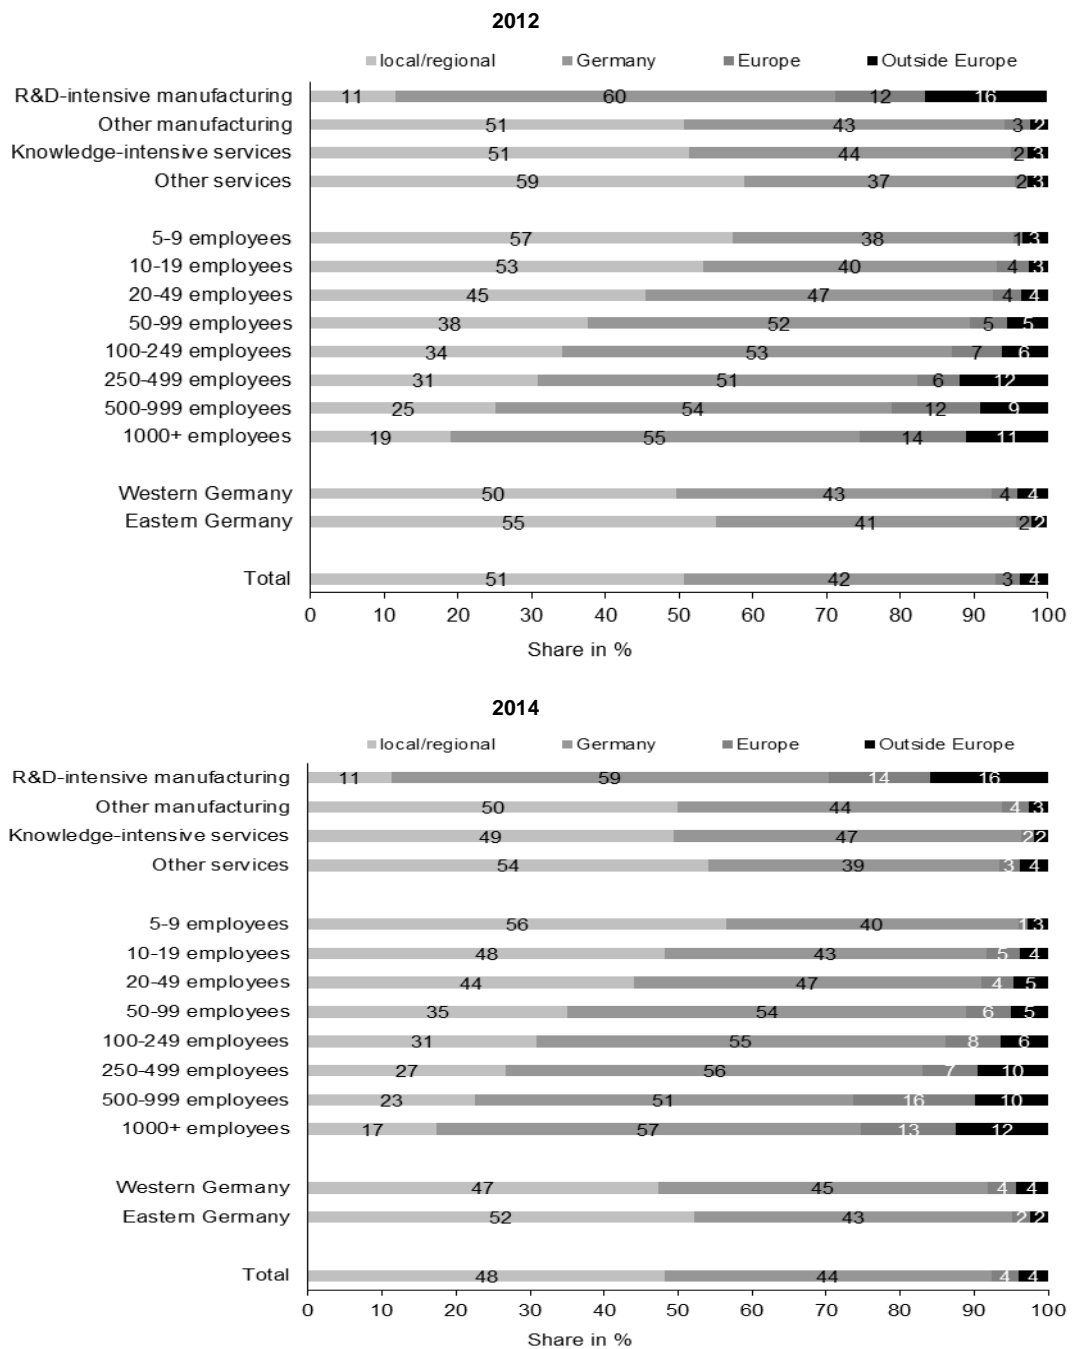 2012
local/regional Germany Europe Outside Europe
R&D-intensive manufacturing 11 60 12 16
Other manufacturing 51 43 3 2
Knowledge-intensive services 51 44 2 3
Other services 59 37 2 3
5-9 employees 57 38 1 3
10-19 employees 53 40 4 3
20-49 employees 45 47 4 4
50-99 employees 38 52 5 5
100-249 employees 34 53 7 6
250-499 employees 31 51 6 12
500-999 employees 25 54 12 9
1000+ employees 19 55 14 11
Western Germany 50 43 4 4
Eastern Germany 55 41 2 2
Total 51 42 3 4
0 10 20 30 40 50 60 70 80 90 100
Share in %
2014
local/regional Germany Europe Outside Europe
R&D-intensive manufacturing 11 59 14 16
Other manufacturing 50 44 4 3
Knowledge-intensive services 49 47 2 2
Other services 54 39 3 4
5-9 employees 56 40 1 3
10-19 employees 48 43 5 4
20-49 employees 44 47 4 5
50-99 employees 35 54 6 5
100-249 employees 31 55 8 6
250-499 employees 27 56 7 10
500-999 employees 23 51 16 10
1000+ employees 17 57 13 12
Western Germany 47 45 4 4
Eastern Germany 52 43 2 2
Total 48 44 4 4
0 10 20 30 40 50 60 70 80 90 100
Share in %